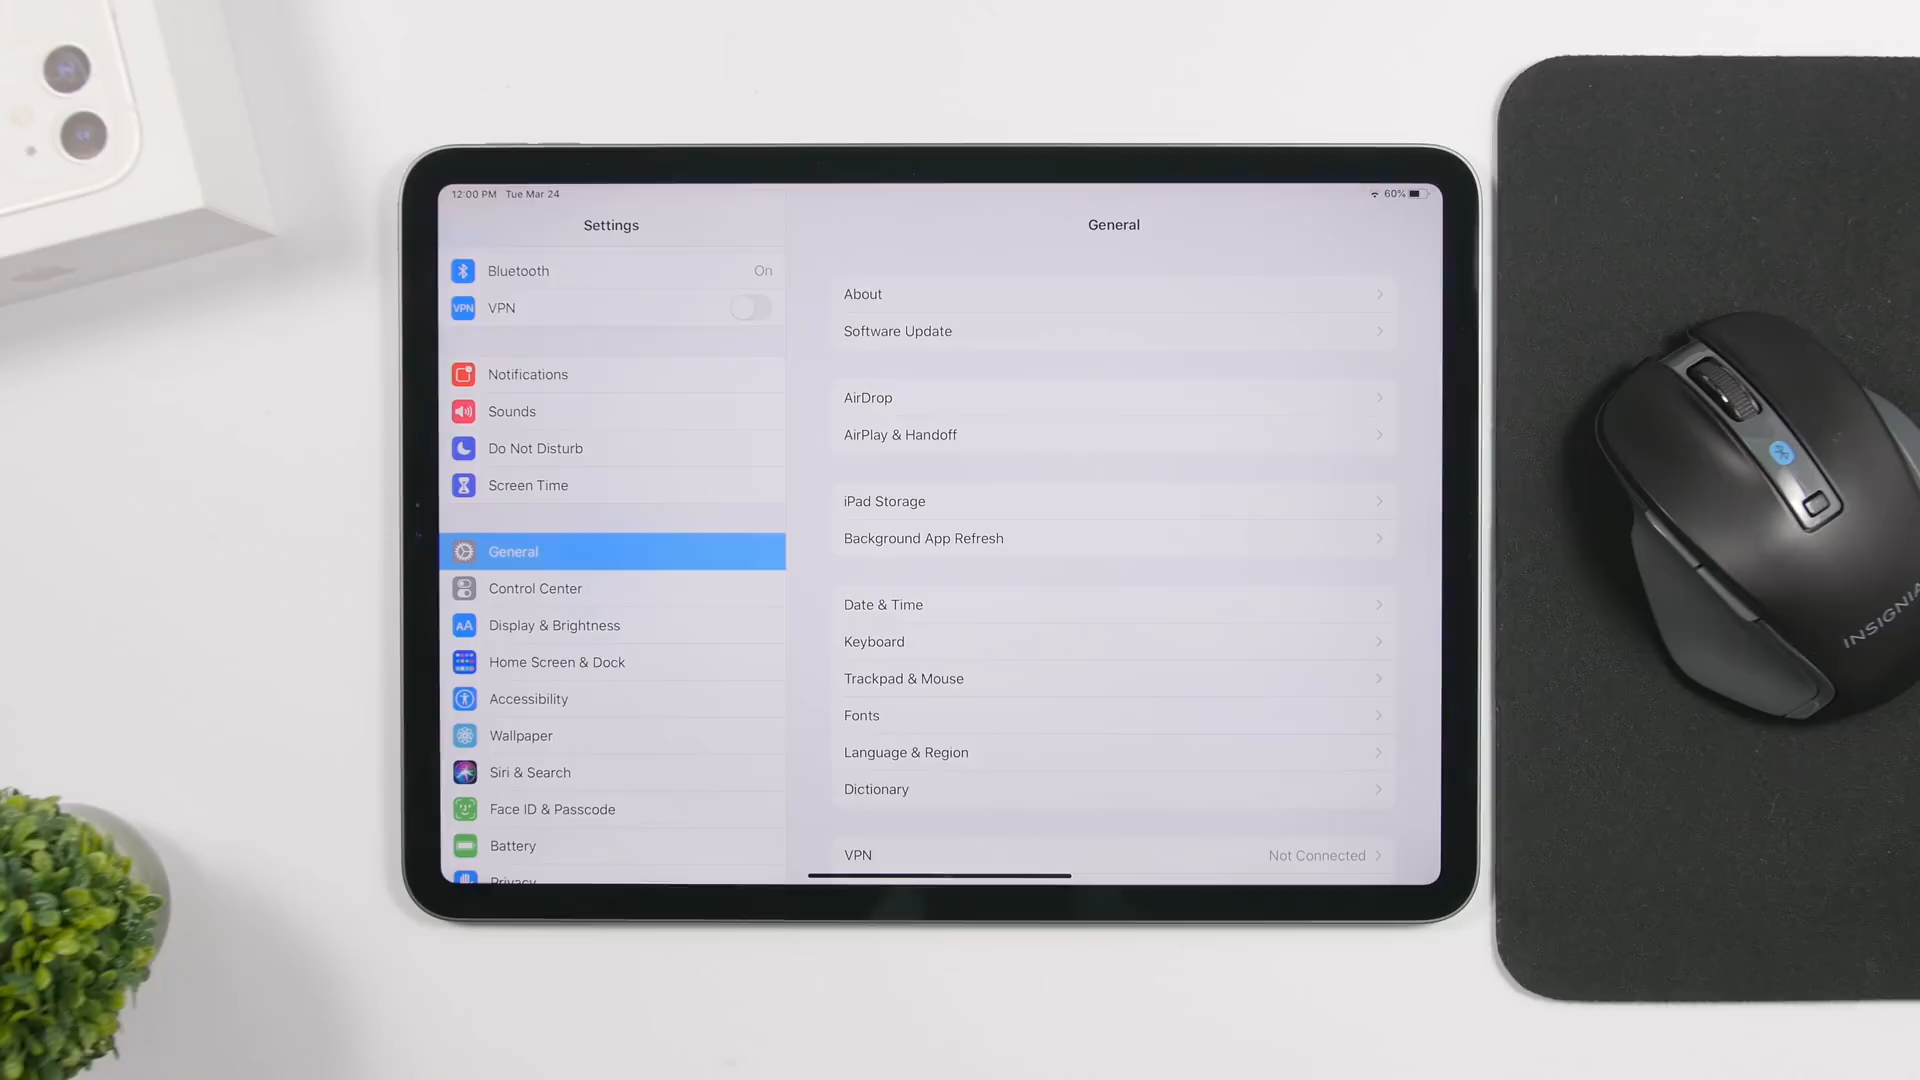 12:00 PM Tue Mar 24
60%
Settings
Bluetooth On
VPN VPN
Notifications
Sounds
Do Not Disturb
Screen Time
General
Control Center
AA Display & Brightness
Home Screen & Dock
Accessibility
Wallpaper
Siri & Search
Face ID & Passcode
Battery
Privacy
General
About
Software Update
AirDrop
AirPlay & Handoff
iPad Storage
Background App Refresh
Date & Time
Keyboard
Trackpad & Mouse
Fonts
Language & Region
Dictionary
VPN Not Connected
INSIGNIA